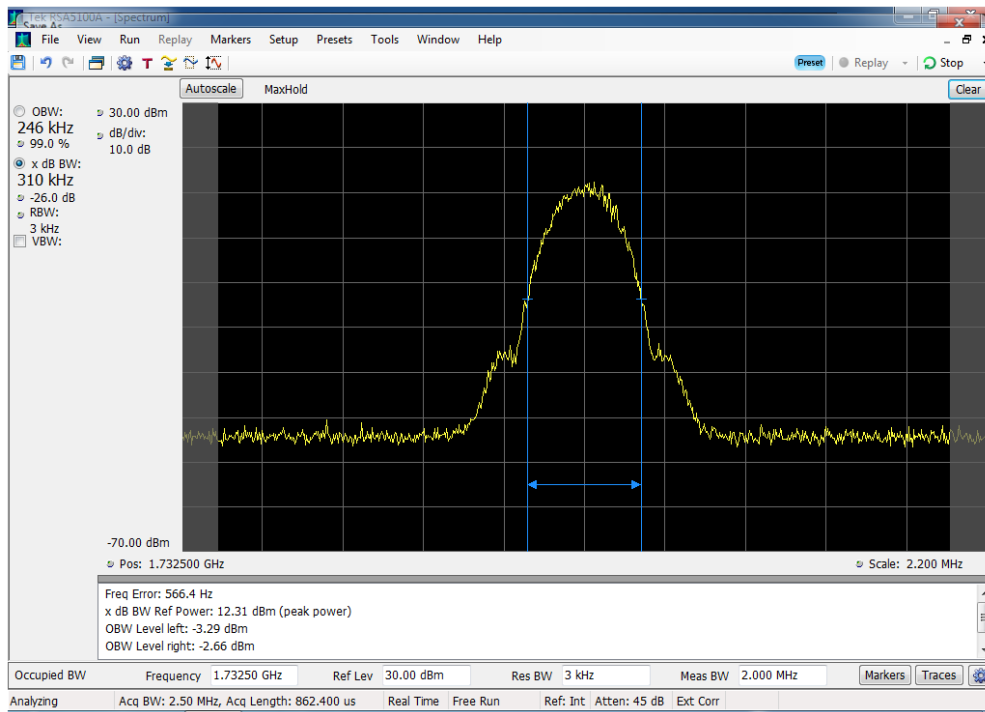 Tek RSA5100A - [Spectrum]
Save As
File View Run Replay Markers Setup Presets Tools Window Help
T Preset Replay Stop
Autoscale MaxHold Clear
OBW:
246 kHz
99.0 %
x dB BW:
310 kHz
-26.0 dB
RBW:
3 kHz
VBW:
30.00 dBm
dB/div:
10.0 dB
-70.00 dBm
Pos: 1.732500 GHz Scale: 2.200 MHz
Freq Error: 566.4 Hz
x dB BW Ref Power: 12.31 dBm (peak power)
OBW Level left: -3.29 dBm
OBW Level right: -2.66 dBm
Occupied BW Frequency 1.73250 GHz Ref Lev 30.00 dBm Res BW 3 kHz Meas BW 2.000 MHz Markers Traces
Analyzing Acq BW: 2.50 MHz, Acq Length: 862.400 us Real Time Free Run Ref: Int Atten: 45 dB Ext Corr